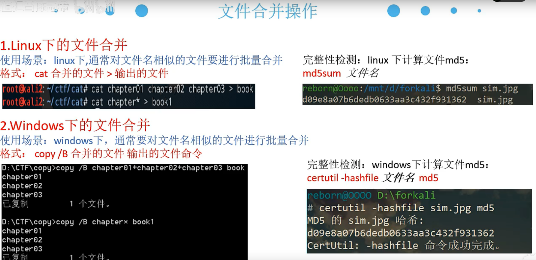 文件合并操作
1.Linux下的文件合并
使用场景：linux下,通常对文件名相似的文件要进行批量合并
格式： cat 合并的文件 > 输出的文件
root@kali2:~/ctf/cat# cat chapter01 chapter02 chapter03 > book
root@kali2:~/ctf/cat# cat chapter* > book1
完整性检测：linux 下计算文件md5：
md5sum 文件名
reborn@0000:/mnt/d/forkali$ md5sum sim.jpg
d09e8a07b6dedb0633aa3c432f931362  sim.jpg
2.Windows下的文件合并
使用场景：windows下，通常要对文件名相似的文件进行批量合并
格式： copy /B 合并的文件 输出的文件命令
D:\CTF\copy>copy /B chapter01+chapter02+chapter03 book
chapter01
chapter02
chapter03
已复制         1 个文件。
D:\CTF\copy>copy /B chapter* book1
chapter01
chapter02
chapter03
已复制         1 个文件。
完整性检测：windows下计算文件md5：
certutil -hashfile 文件名 md5
reborn@0000 D:\forkali
# certutil -hashfile sim.jpg md5
MD5 的 sim.jpg 哈希:
d09e8a07b6dedb0633aa3c432f931362
CertUtil: -hashfile 命令成功完成。